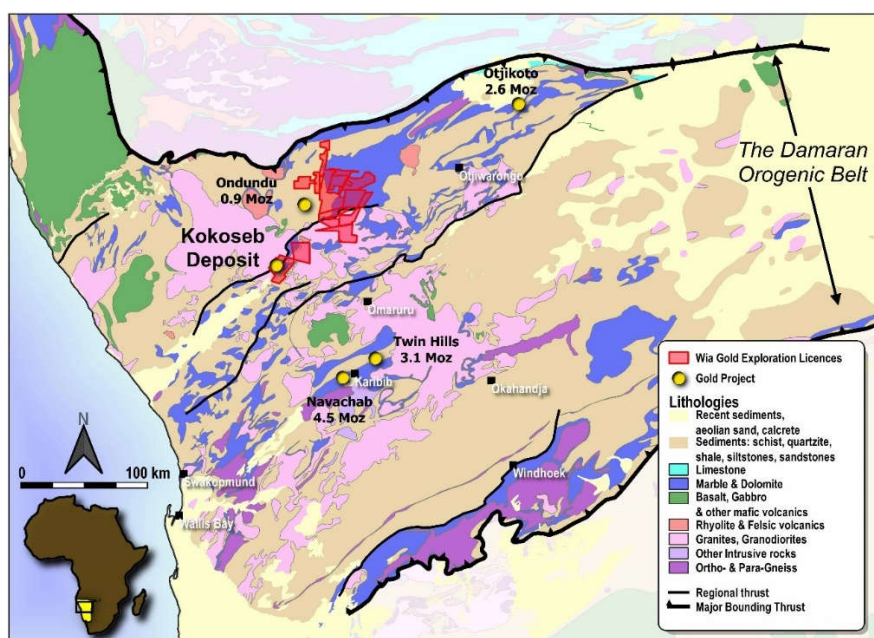 Otjikoto
2.6 Moz
The Damaran
Orogenic Belt
Otjiwarongo
Ondundu
0.9 Moz
Kokoseb
Deposit
Omaruru
Twin Hills
3.1 Moz
Karibib
Okahandja
Navachab
4.5 Moz
N
0 100 km
Swakopmund
Windhoek
Wallis Bay
Wia Gold Exploration Licences
Gold Project
Lithologies
Recent sediments,
aeolian sand, calcrete
Sediments: schist, quartzite,
shale, siltstones, sandstones
Limestone
Marble & Dolomite
Basalt, Gabbro
& other mafic volcanics
Rhyolite & Felsic volcanics
Granites, Granodiorites
Other Intrusive rocks
Ortho- & Para-Gneiss
Regional thrust
Major Bounding Thrust